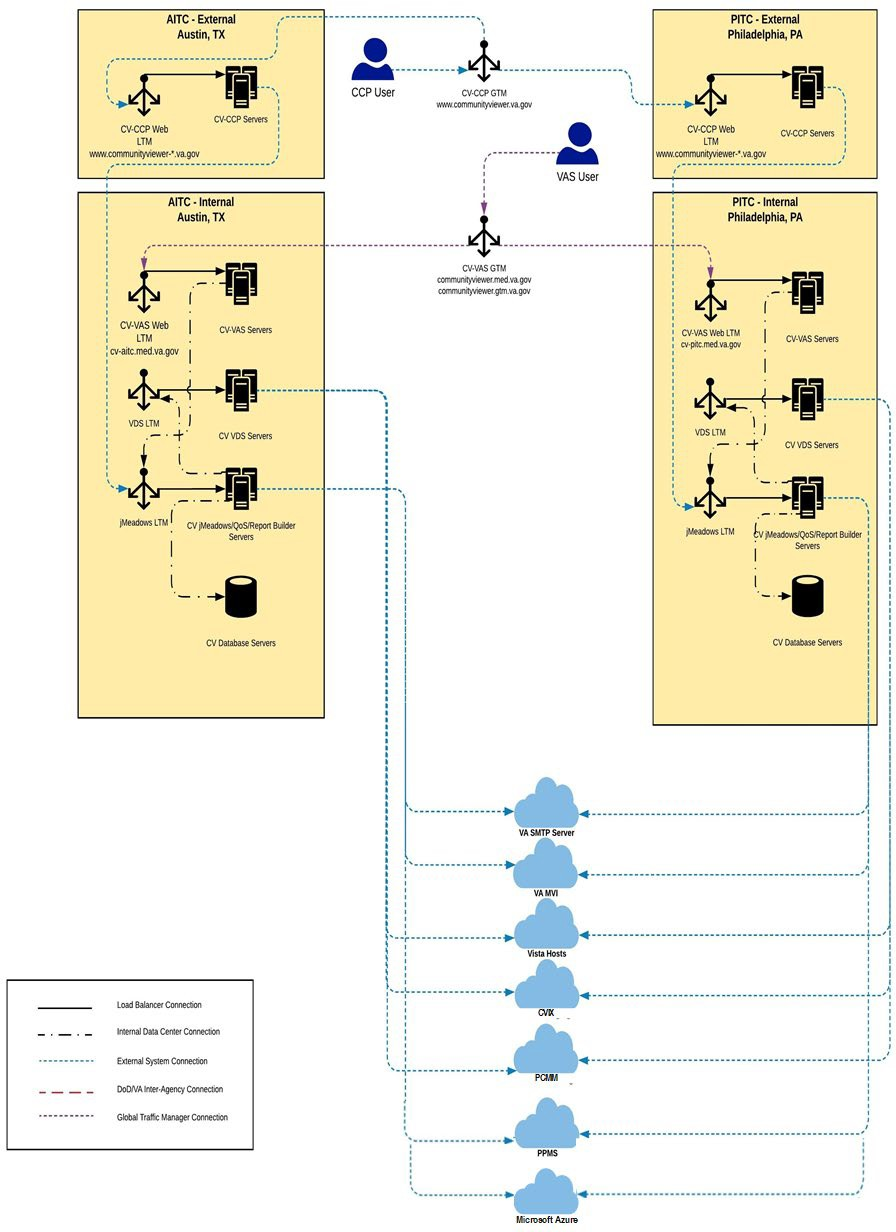 AITC - External
Austin, TX
CV-CCP Servers
CV-CCP Web
LTM
www.communityviewer-*.va.gov
CCP User
CV-CCP GTM
www.communityviewer.va.gov
PITC - External
Philadelphia, PA
CV-CCP Web
LTM
www.communityviewer-*.va.gov
CV-CCP Servers
VAS User
CV-VAS GTM
communityviewer.med.va.gov
communityviewer.gtm.va.gov
AITC - Internal
Austin, TX
CV-VAS Web
LTM
cv-aitc.med.va.gov
CV-VAS Servers
VDS LTM
CV VDS Servers
jMeadows LTM
CV jMeadows/QoS/Report Builder
Servers
CV Database Servers
PITC - Internal
Philadelphia, PA
CV-VAS Web LTM
cv-pitc.med.va.gov
CV-VAS Servers
VDS LTM
CV VDS Servers
jMeadows LTM
CV jMeadows/QoS/Report Builder
Servers
CV Database Servers
VA SMTP Server
VA MVI
Vista Hosts
CVIX
PCMM
PPMS
Microsoft Azure
Load Balancer Connection
Internal Data Center Connection
External System Connection
DoD/VA Inter-Agency Connection
Global Traffic Manager Connection